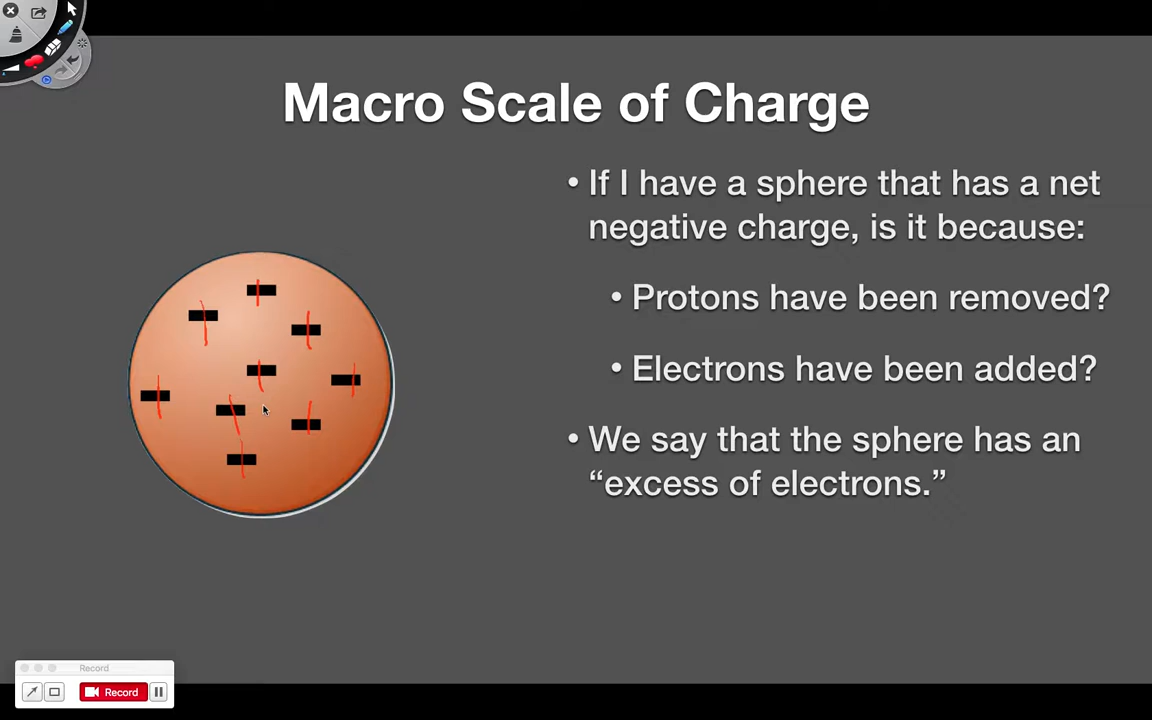 Macro Scale of Charge
• If I have a sphere that has a net
negative charge, is it because:
• Protons have been removed?
• Electrons have been added?
• We say that the sphere has an
“excess of electrons.”
Record
Record